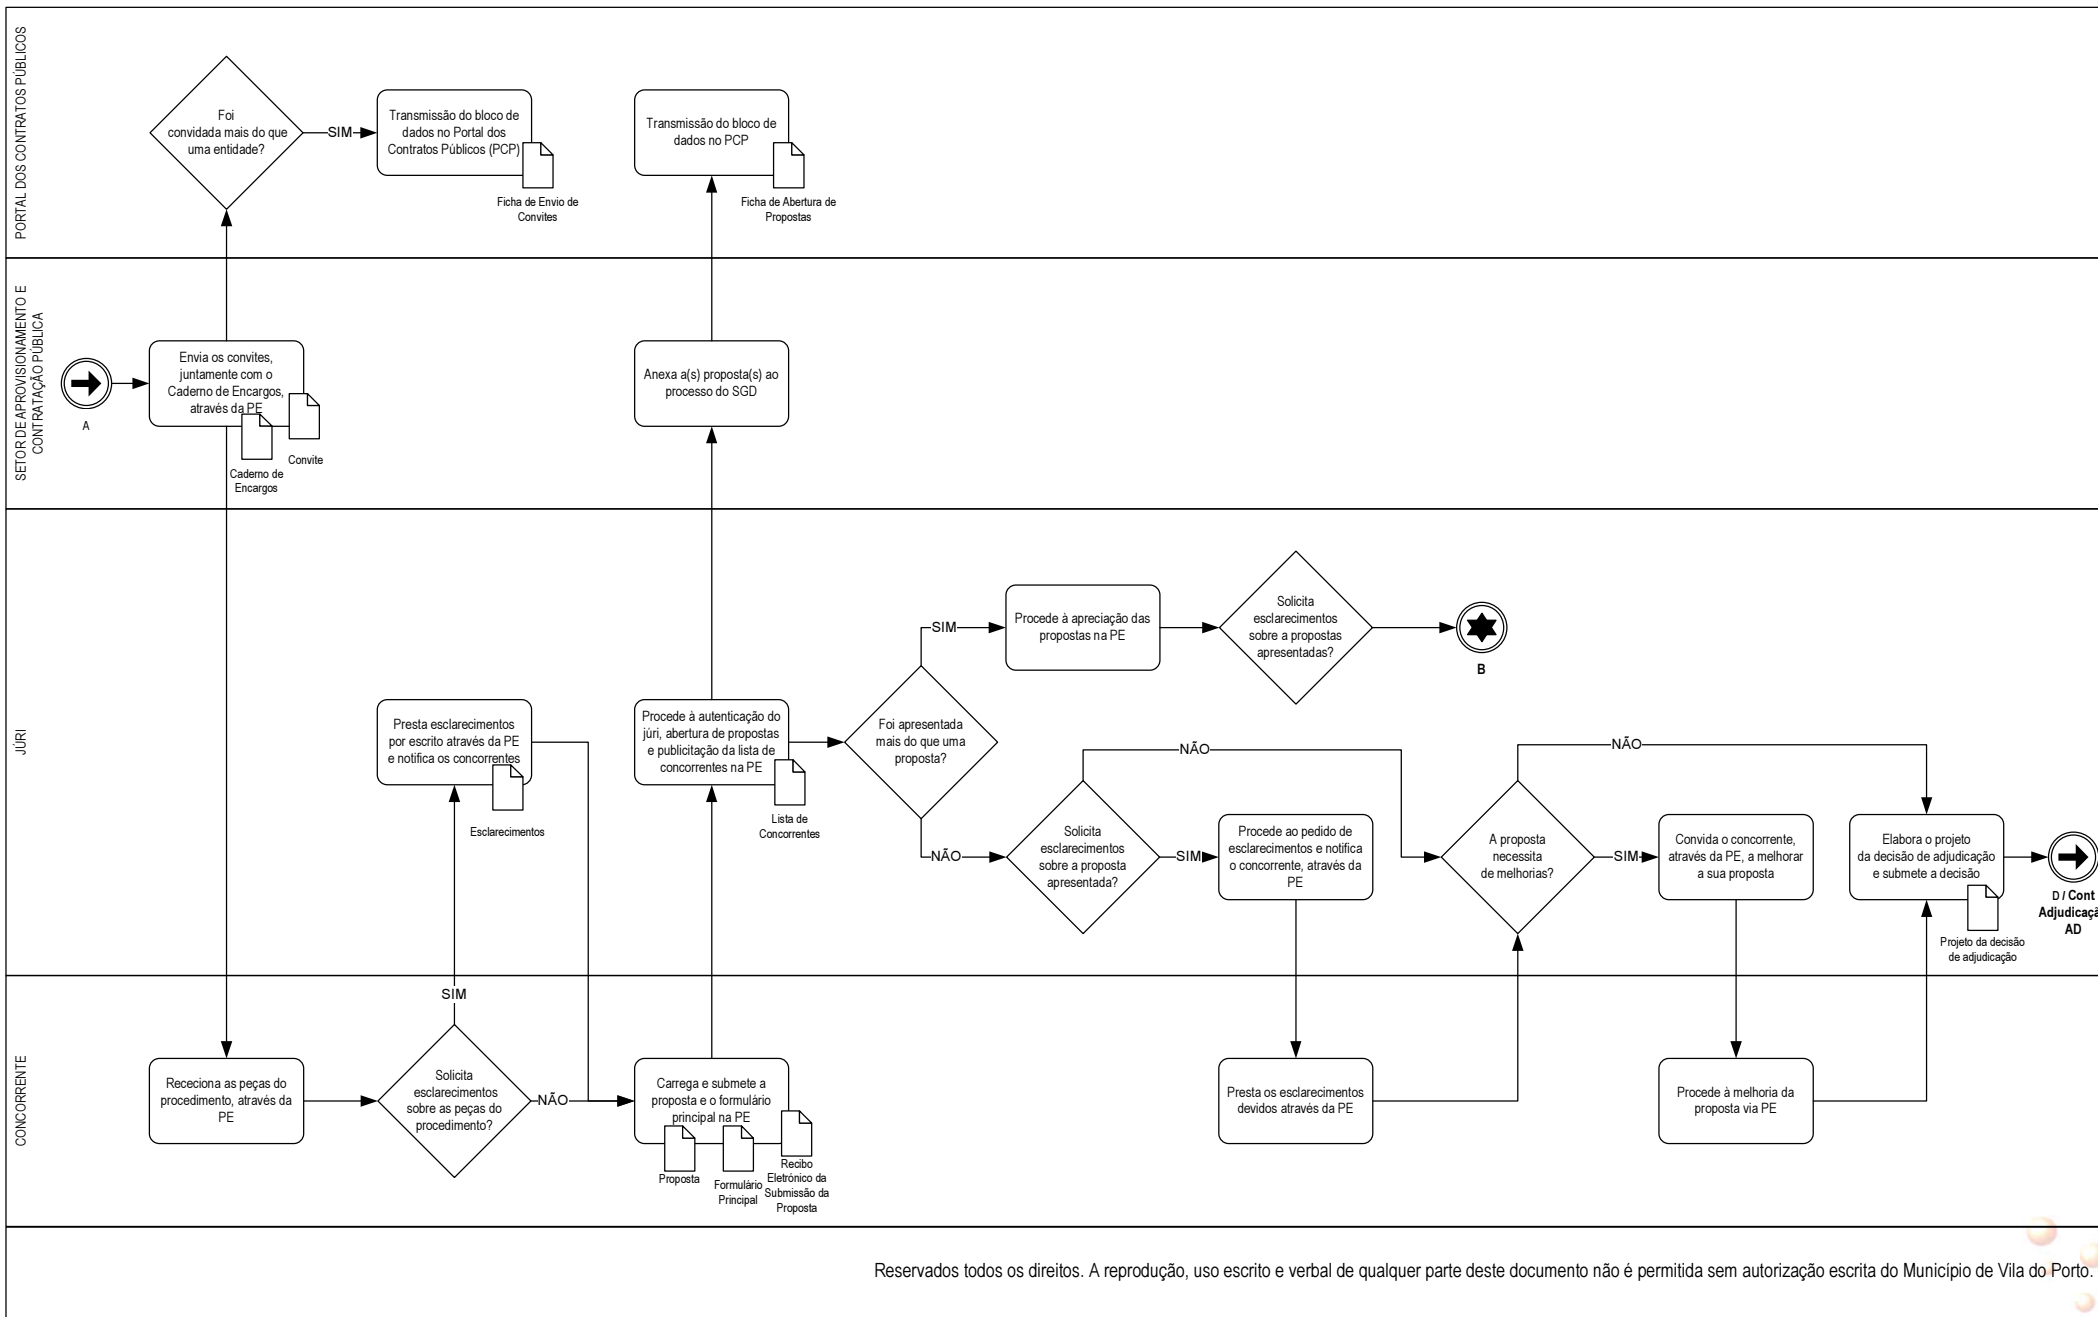 PORTAL DOS CONTRATOS PÚBLICOS
Foi
convidada mais do que
uma entidade?
SIM
Transmissão do bloco de
dados no Portal dos
Contratos Públicos (PCP)
Ficha de Envio de
Convites
Transmissão do bloco de
dados no PCP
Ficha de Abertura de
Propostas
SETOR DE APROVISIONAMENTO E
CONTRATAÇÃO PÚBLICA
A
Envia os convites,
juntamente com o
Caderno de Encargos,
através da PE
Caderno de
Encargos
Convite
Anexa a(s) proposta(s) ao
processo do SGD
JÚRI
Presta esclarecimentos
por escrito através da PE
e notifica os concorrentes
Esclarecimentos
Procede à autenticação do
júri, abertura de propostas
e publicitação da lista de
concorrentes na PE
Lista de
Concorrentes
Foi apresentada
mais do que uma
proposta?
SIM
Procede à apreciação das
propostas na PE
Solicita
esclarecimentos
sobre a propostas
apresentadas?
B
NÃO
Solicita
esclarecimentos
sobre a proposta
apresentada?
NÃO
SIM
Procede ao pedido de
esclarecimentos e notifica
o concorrente, através da
PE
A proposta
necessita
de melhorias?
NÃO
SIM
Convida o concorrente,
através da PE, a melhorar
a sua proposta
Elabora o projeto
da decisão de adjudicação
e submete a decisão
Projeto da decisão
de adjudicação
D / Cont
Adjudicaçã
AD
CONCORRENTE
Receciona as peças do
procedimento, através da
PE
SIM
Solicita
esclarecimentos
sobre as peças do
procedimento?
NÃO
Carrega e submete a
proposta e o formulário
principal na PE
Proposta
Formulário
Principal
Recibo
Eletrónico da
Submissão da
Proposta
Presta os esclarecimentos
devidos através da PE
Procede à melhoria da
proposta via PE
Reservados todos os direitos. A reprodução, uso escrito e verbal de qualquer parte deste documento não é permitida sem autorização escrita do Município de Vila do Porto.